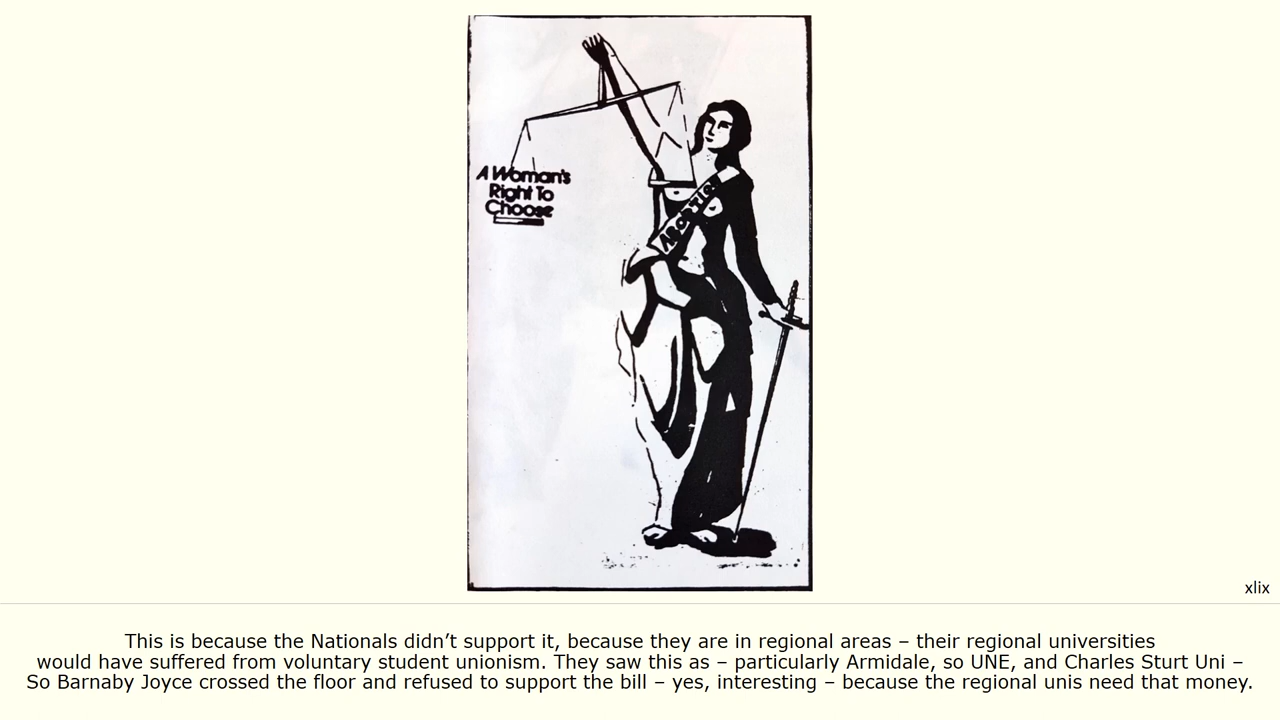 A Woman's
Right To
Choose
ABORTION
xlix
This is because the Nationals didn’t support it, because they are in regional areas – their regional universities
would have suffered from voluntary student unionism. They saw this as – particularly Armidale, so UNE, and Charles Sturt Uni –
So Barnaby Joyce crossed the floor and refused to support the bill – yes, interesting – because the regional unis need that money.